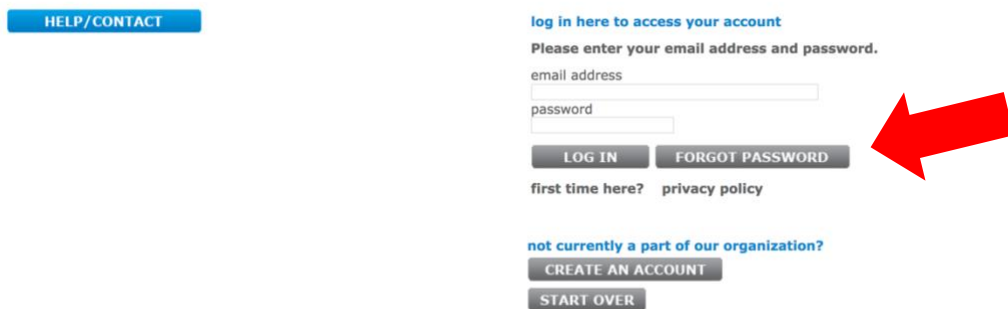 HELP/CONTACT
log in here to access your account
Please enter your email address and password.
email address
password
LOG IN FORGOT PASSWORD
first time here? privacy policy
not currently a part of our organization?
CREATE AN ACCOUNT
START OVER